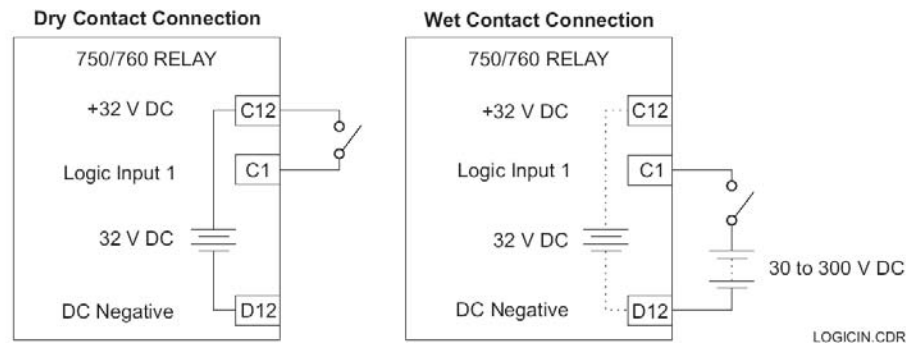 Dry Contact Connection
750/760 RELAY
+32 V DC
C12
Logic Input 1
C1
32 V DC
DC Negative
D12
Wet Contact Connection
750/760 RELAY
+32 V DC
C12
Logic Input 1
C1
32 V DC
30 to 300 V DC
DC Negative
D12
LOGICIN.CDR